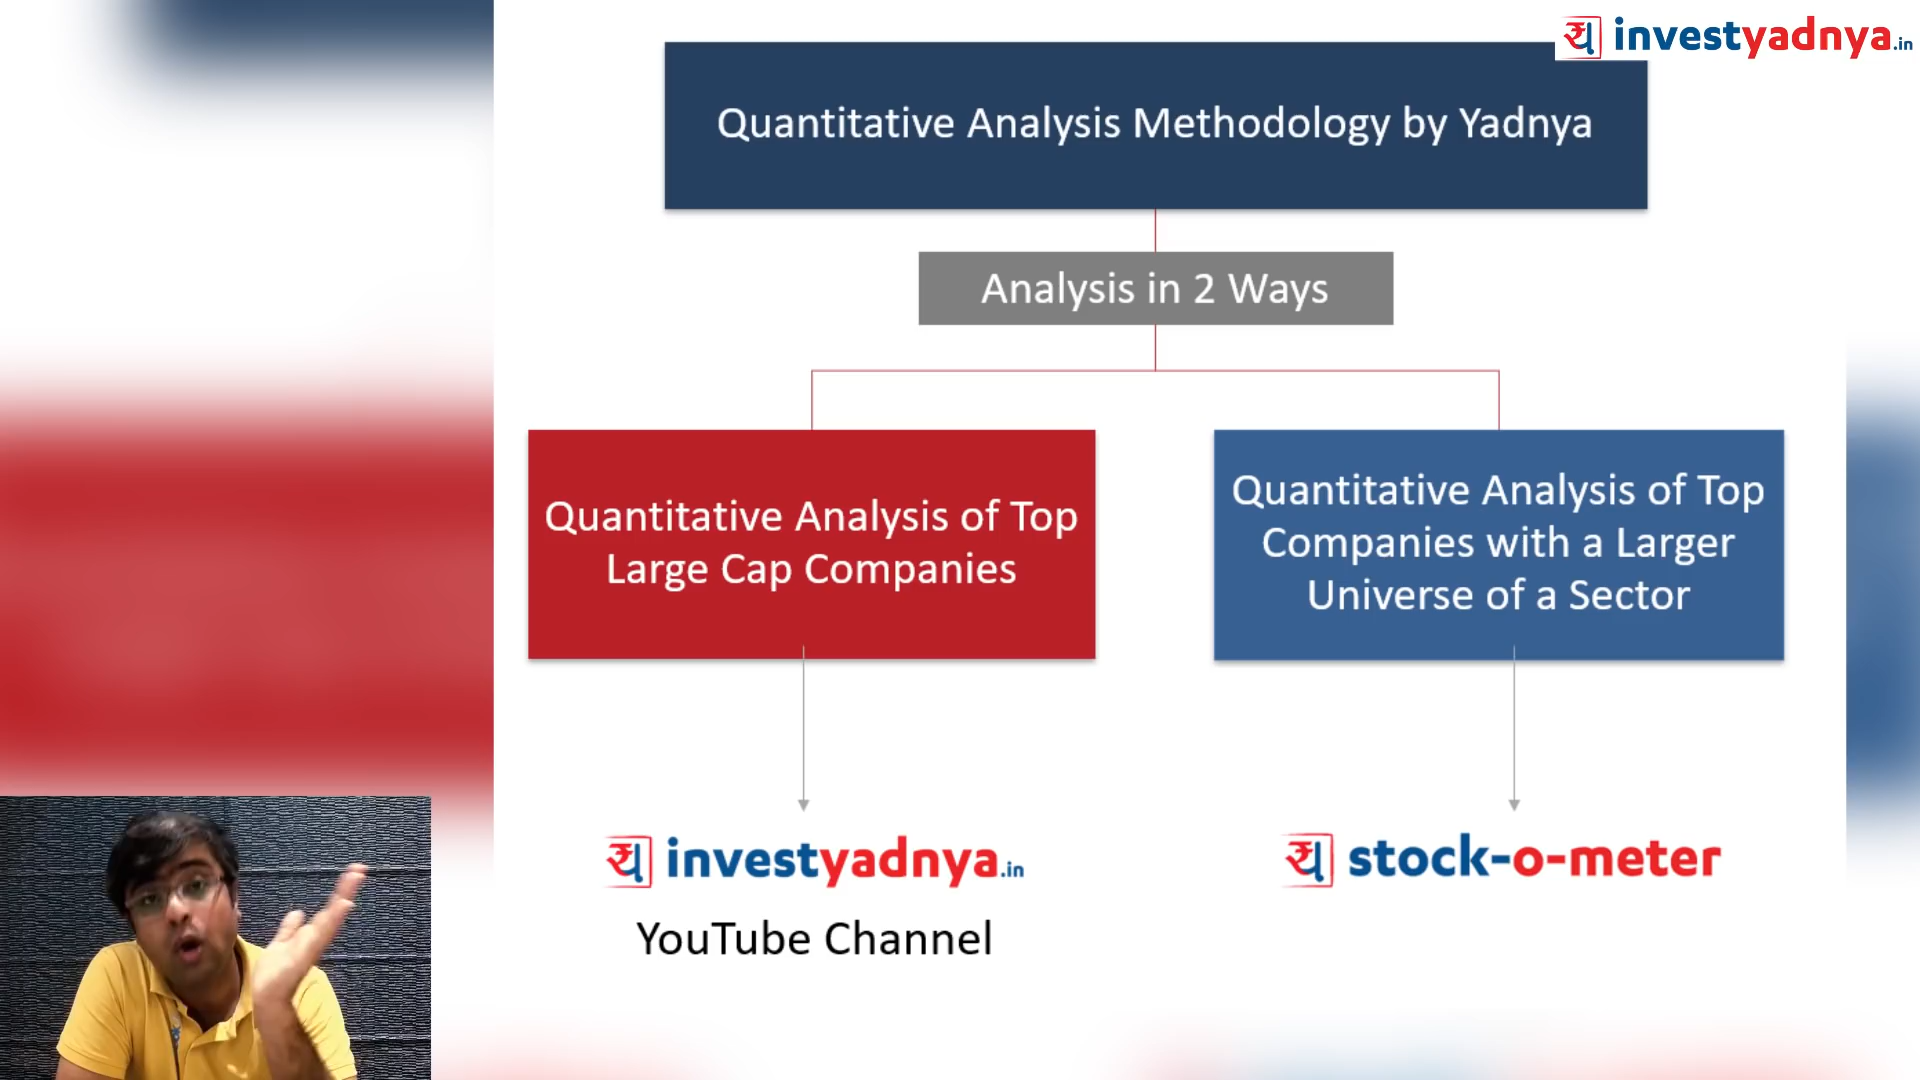 investyadnya.in
Quantitative Analysis Methodology by Yadnya
Analysis in 2 Ways
Quantitative Analysis of Top
Large Cap Companies
Quantitative Analysis of Top
Companies with a Larger
Universe of a Sector
investyadnya.in
YouTube Channel
stock-o-meter